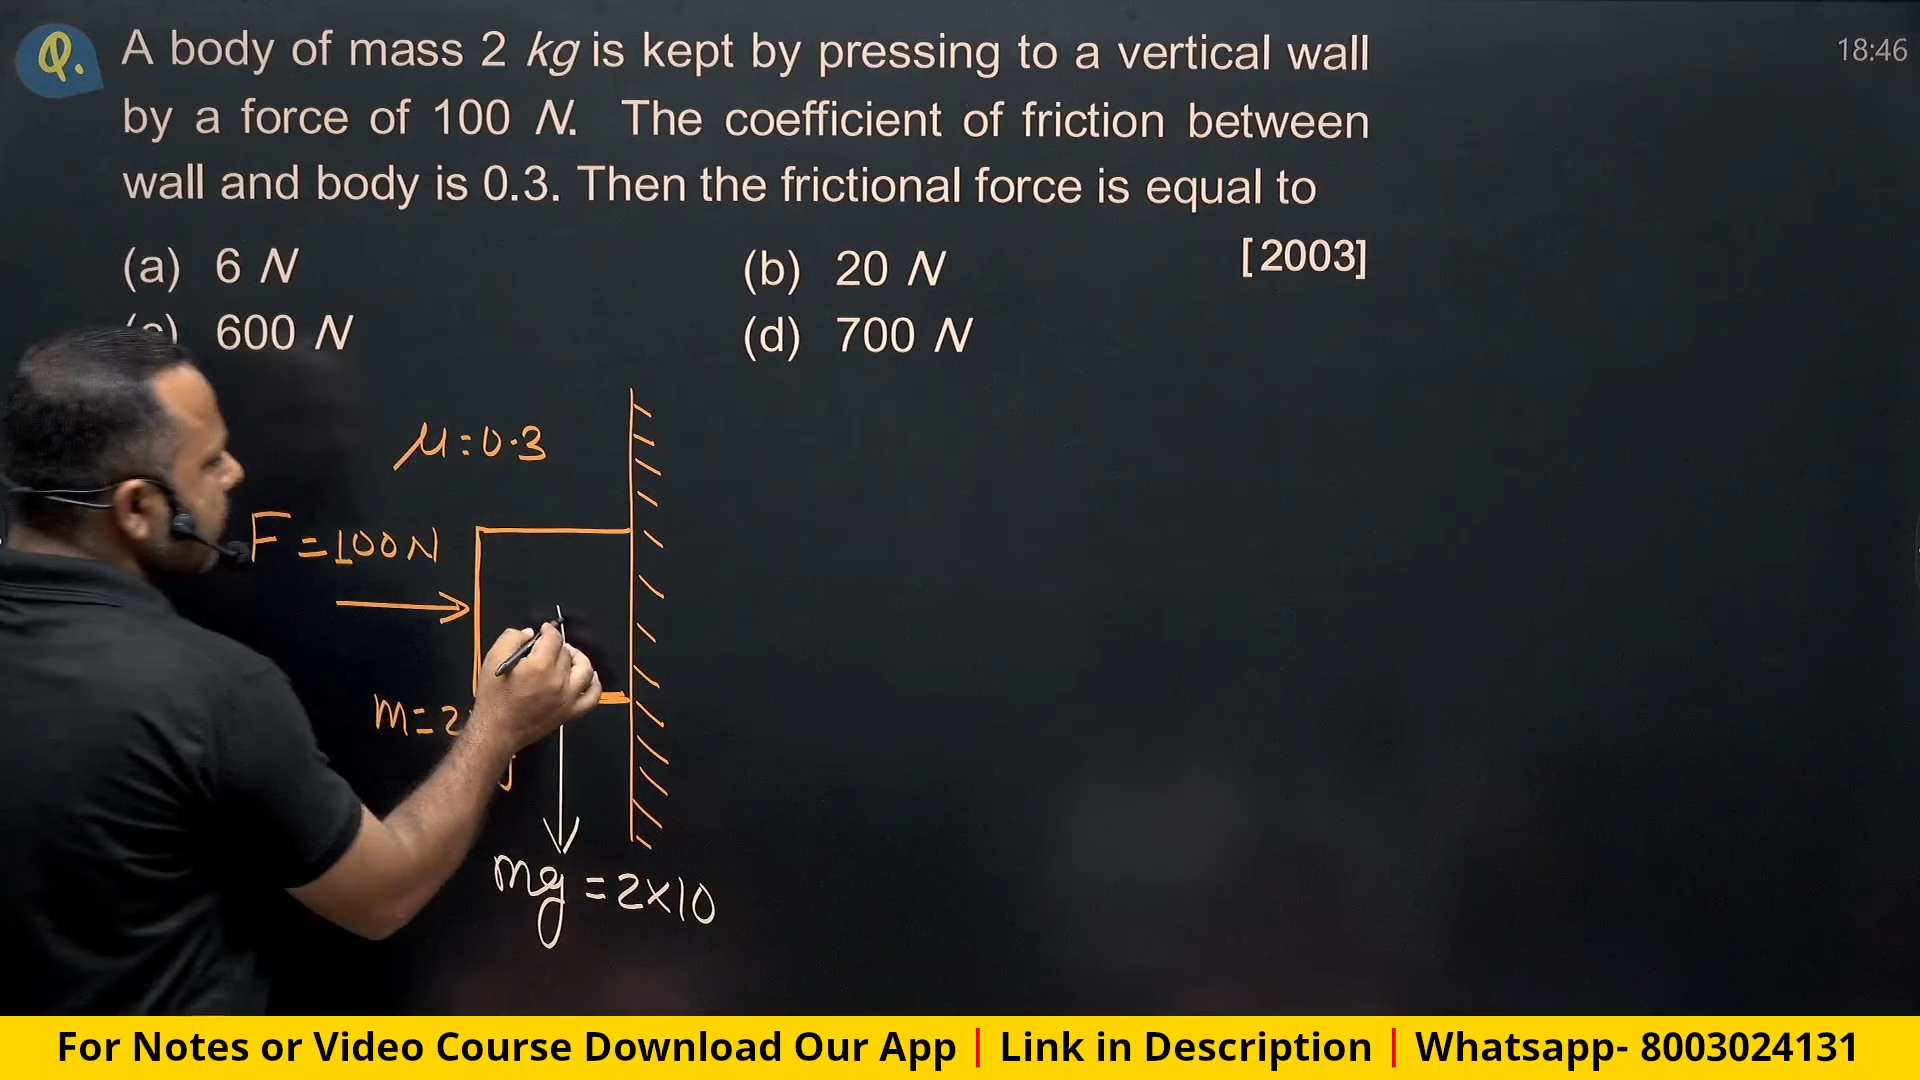 Q. A body of mass 2 kg is kept by pressing to a vertical wall
18:46
by a force of 100 N. The coefficient of friction between
wall and body is 0.3. Then the frictional force is equal to
(a) 6 N (b) 20 N [2003]
(c) 600 N (d) 700 N
μ = 0.3
F = 100N
m = 2
mg = 2×10
For Notes or Video Course Download Our App | Link in Description | Whatsapp- 8003024131